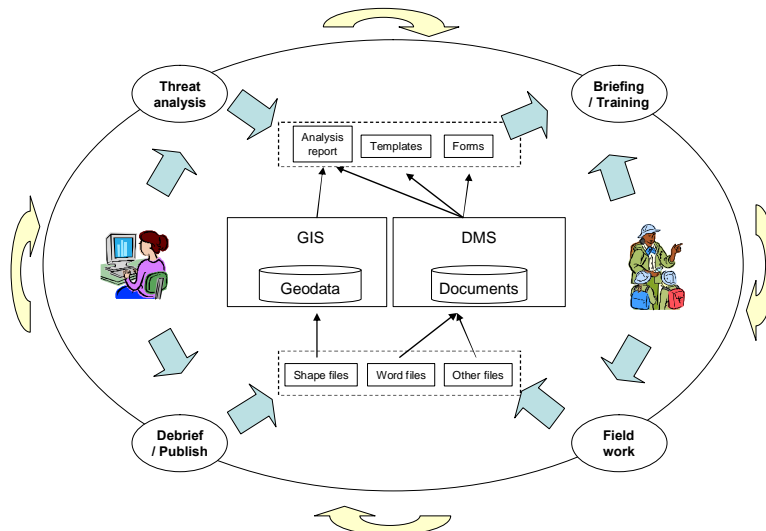 Threat
analysis
Briefing
/ Training
Analysis
report
Templates
Forms
GIS
DMS
Geodata
Documents
Shape files
Word files
Other files
Debrief
/ Publish
Field
work